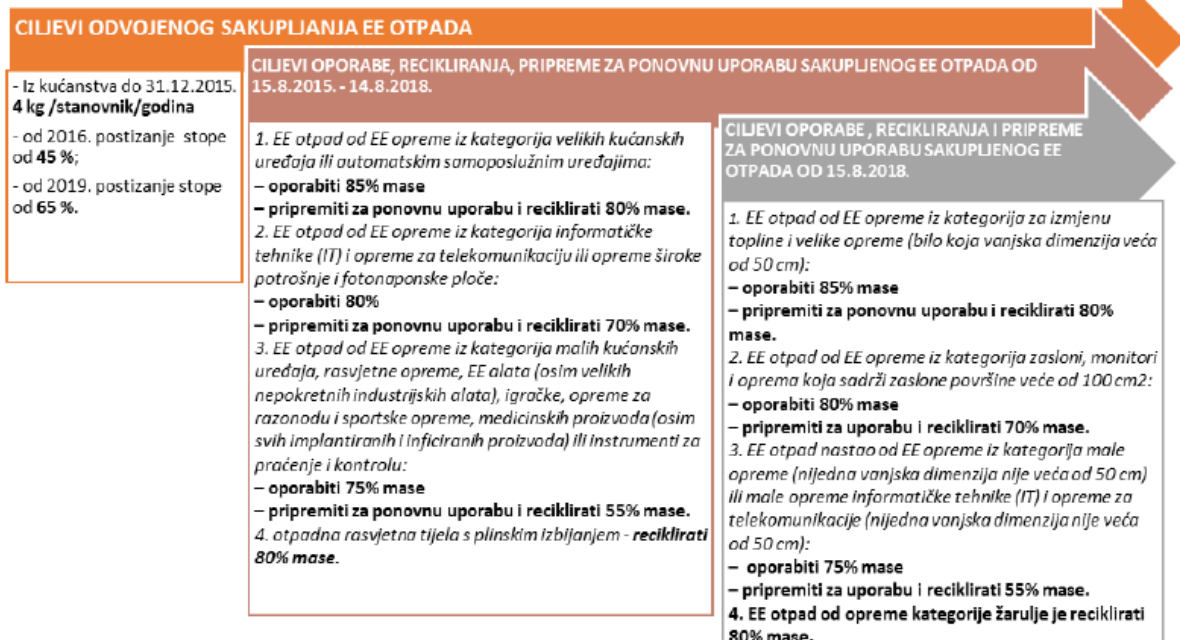 CILJEVI ODVOJENOG SAKUPLJANJA EE OTPADA
- Iz kućanstva do 31.12.2015.
4 kg /stanovnik/godina
- od 2016. postizanje stope
od 45 %;
- od 2019. postizanje stope
od 65 %.
CILJEVI OPORABE, RECIKLIRANJA, PRIPREME ZA PONOVNU UPORABU SAKUPLJENOG EE OTPADA OD
15.8.2015. - 14.8.2018.
1. EE otpad od EE opreme iz kategorija velikih kućanskih
uređaja ili automatskim samoposlužnim uređajima:
– oporabiti 85% mase
– pripremiti za ponovnu uporabu i reciklirati 80% mase.
2. EE otpad od EE opreme iz kategorija informatičke
tehnike (IT) i opreme za telekomunikaciju ili opreme široke
potrošnje i fotonaponske ploče:
– oporabiti 80%
– pripremiti za ponovnu uporabu i reciklirati 70% mase.
3. EE otpad od EE opreme iz kategorija malih kućanskih
uređaja, rasvjetne opreme, EE alata (osim velikih
nepokretnih industrijskih alata), igračke, opreme za
razonodu i sportske opreme, medicinskih proizvoda (osim
svih implantiranih i inficiranih proizvoda) ili instrumenti za
praćenje i kontrolu:
– oporabiti 75% mase
– pripremiti za ponovnu uporabu i reciklirati 55% mase.
4. otpadna rasvjetna tijela s plinskim izbijanjem - reciklirati
80% mase.
CILJEVI OPORABE , RECIKLIRANJA I PRIPREME
ZA PONOVNU UPORABU SAKUPLJENOG EE
OTPADA OD 15.8.2018.
1. EE otpad od EE opreme iz kategorija za izmjenu
topline i velike opreme (bilo koja vanjska dimenzija veća
od 50 cm):
– oporabiti 85% mase
– pripremiti za ponovnu uporabu i reciklirati 80%
mase.
2. EE otpad od EE opreme iz kategorija zasloni, monitori
i oprema koja sadrži zaslone površine veće od 100 cm2:
– oporabiti 80% mase
– pripremiti za uporabu i reciklirati 70% mase.
3. EE otpad nastao od EE opreme iz kategorija male
opreme (nijedna vanjska dimenzija nije veća od 50 cm)
ili male opreme informatičke tehnike (IT) i opreme za
telekomunikacije (nijedna vanjska dimenzija nije veća
od 50 cm):
– oporabiti 75% mase
– pripremiti za uporabu i reciklirati 55% mase.
4. EE otpad od opreme kategorije žarulje je reciklirati
80% mase.